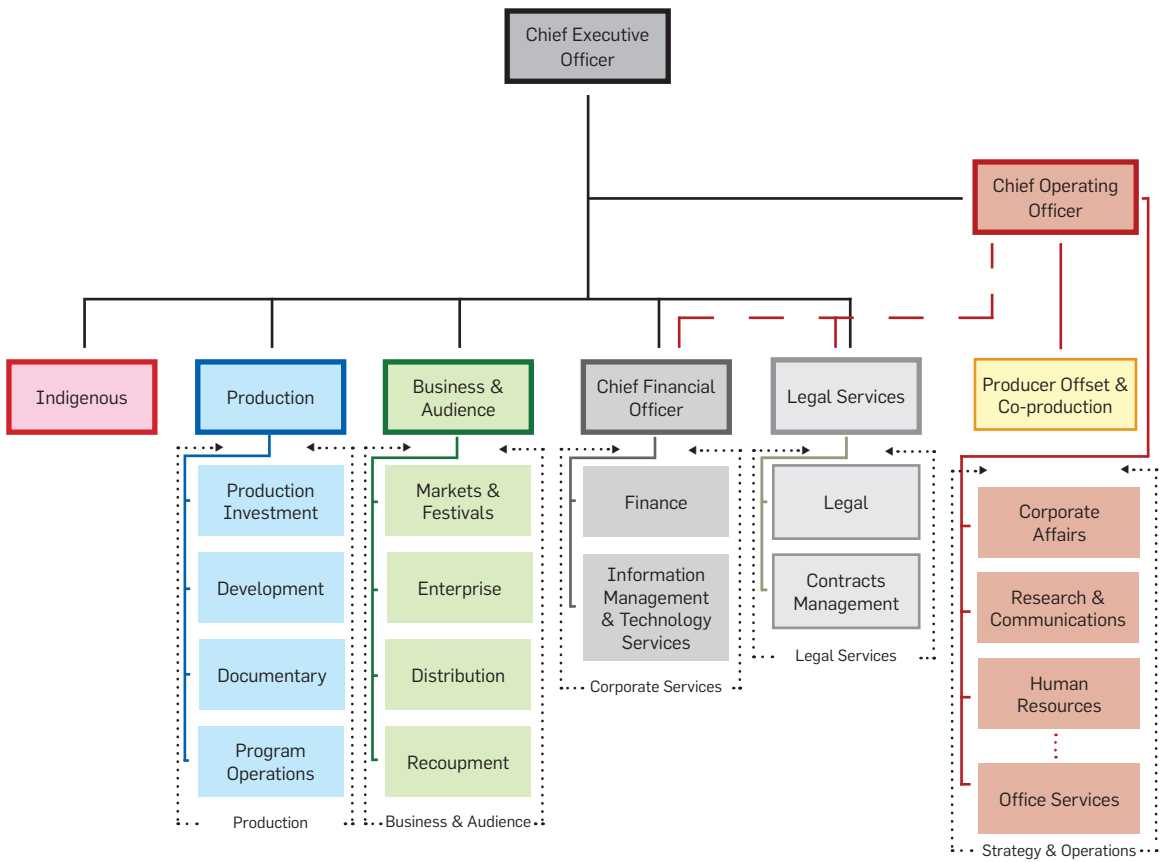 Chief Executive
Officer
Chief Operating
Officer
Indigenous
Production
Business &
Audience
Chief Financial
Officer
Legal Services
Producer Offset &
Co-production
Production
Investment
Development
Documentary
Program
Operations
Production
Markets &
Festivals
Enterprise
Distribution
Recoupment
Business & Audience
Finance
Information
Management
& Technology
Services
Corporate Services
Legal
Contracts
Management
Legal Services
Corporate
Affairs
Research &
Communications
Human
Resources
Office Services
Strategy & Operations